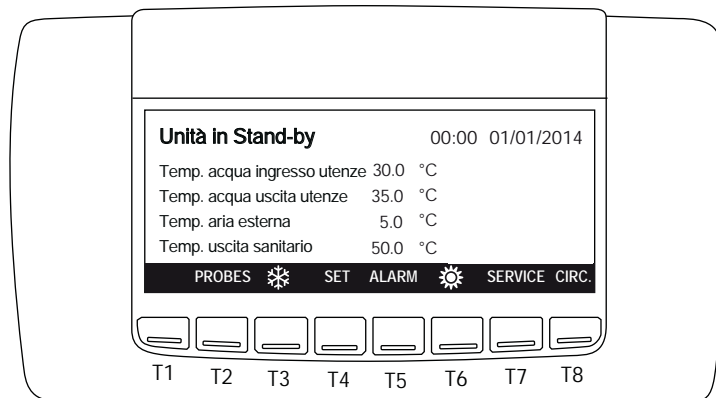 Unità in Stand-by 00:00 01/01/2014
Temp. acqua ingresso utenze 30.0 °C
Temp. acqua uscita utenze 35.0 °C
Temp. aria esterna 5.0 °C
Temp. uscita sanitario 50.0 °C
PROBES SET ALARM SERVICE CIRC.
T1 T2 T3 T4 T5 T6 T7 T8